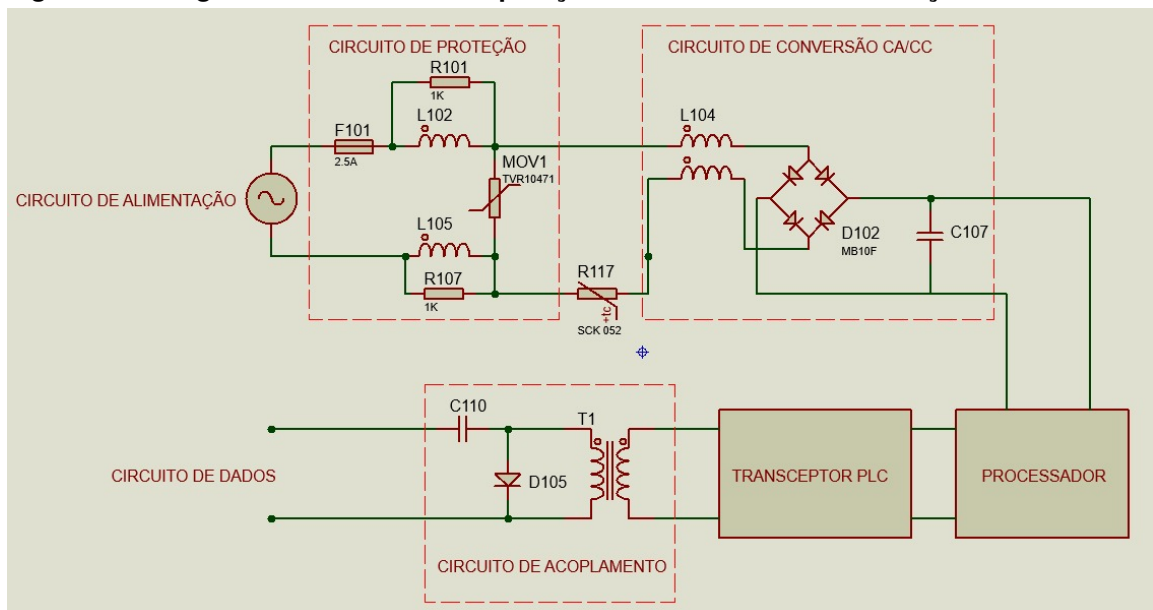 CIRCUITO DE PROTEÇÃO
CIRCUITO DE CONVERSÃO CA/CC
R101
1K
L102
L104
F101
2.5A
MOV1
TVR10471
CIRCUITO DE ALIMENTAÇÃO
L105
D102
MB10F
C107
R107
1K
R117
+tc
SCK 052
C110
T1
CIRCUITO DE DADOS
D105
TRANSCEPTOR PLC
PROCESSADOR
CIRCUITO DE ACOPLAMENTO